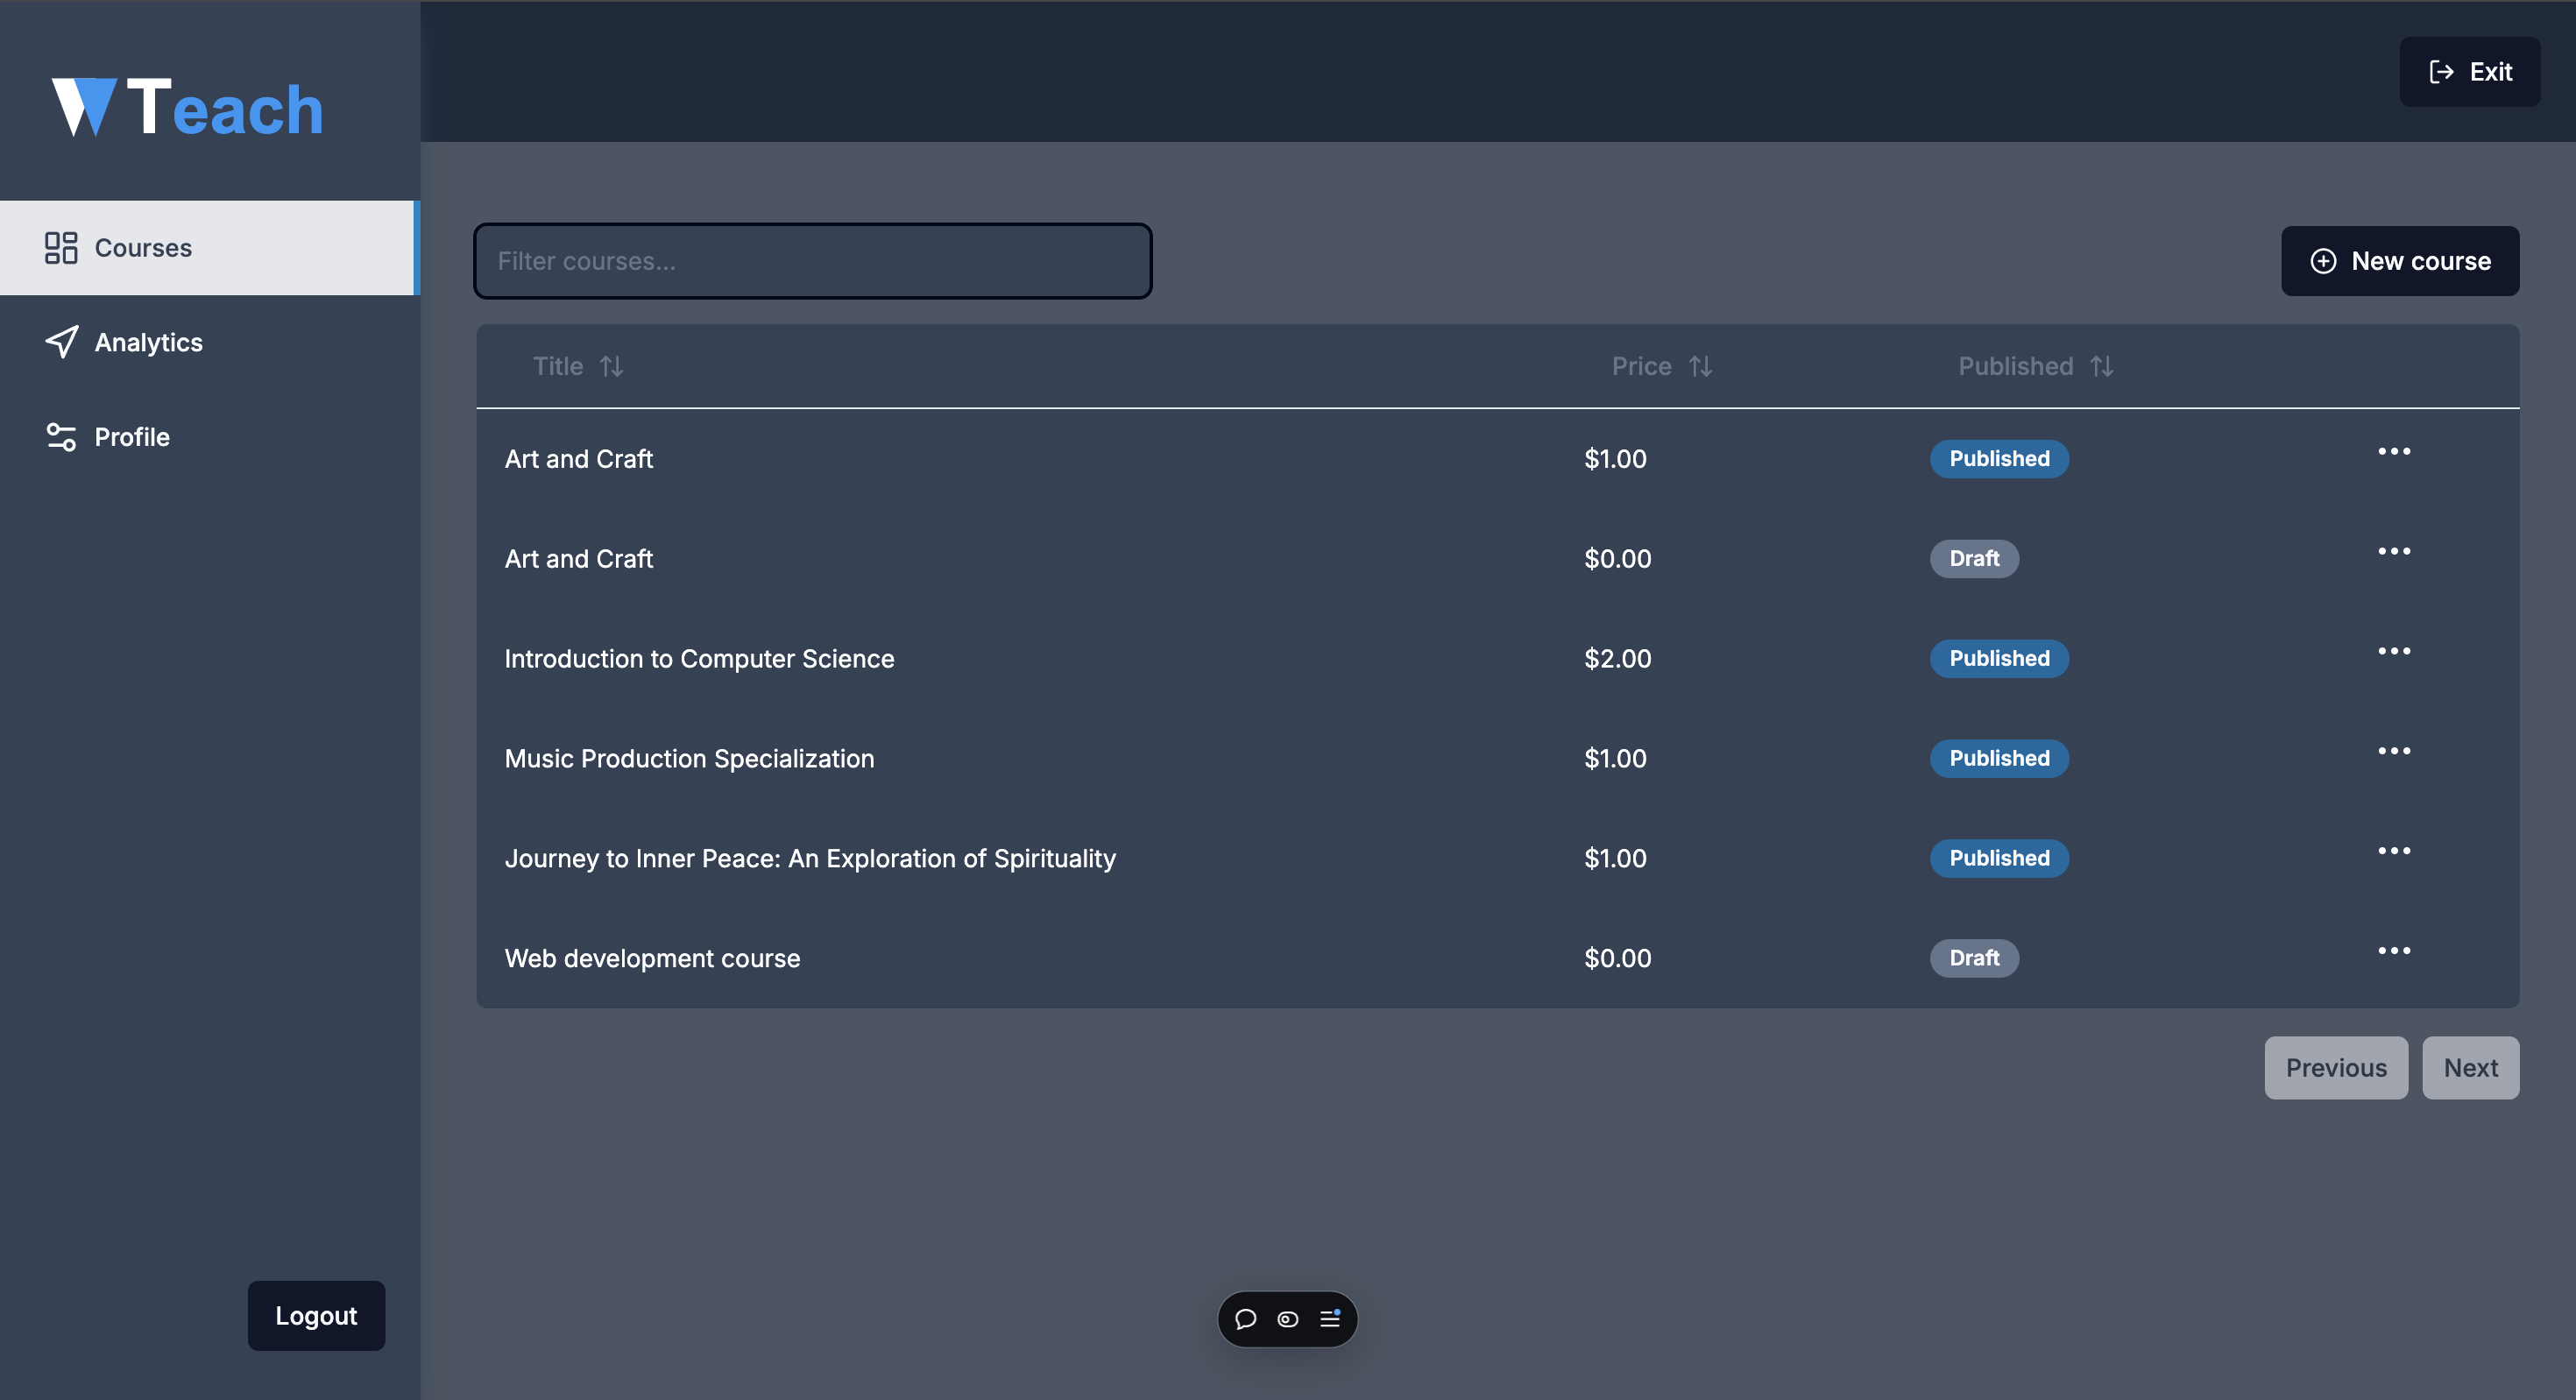 Teach
Exit
Courses
Analytics
Profile
Filter courses...
New course
Title Price Published
Art and Craft $1.00 Published
Art and Craft $0.00 Draft
Introduction to Computer Science $2.00 Published
Music Production Specialization $1.00 Published
Journey to Inner Peace: An Exploration of Spirituality $1.00 Published
Web development course $0.00 Draft
Previous Next
Logout